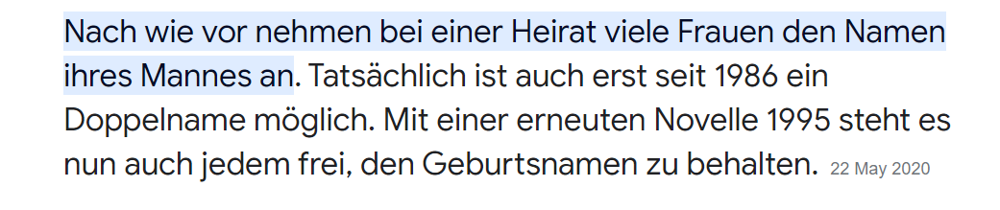 Nach wie vor nehmen bei einer Heirat viele Frauen den Namen
ihres Mannes an. Tatsächlich ist auch erst seit 1986 ein
Doppelname möglich. Mit einer erneuten Novelle 1995 steht es
nun auch jedem frei, den Geburtsnamen zu behalten. 22 May 2020